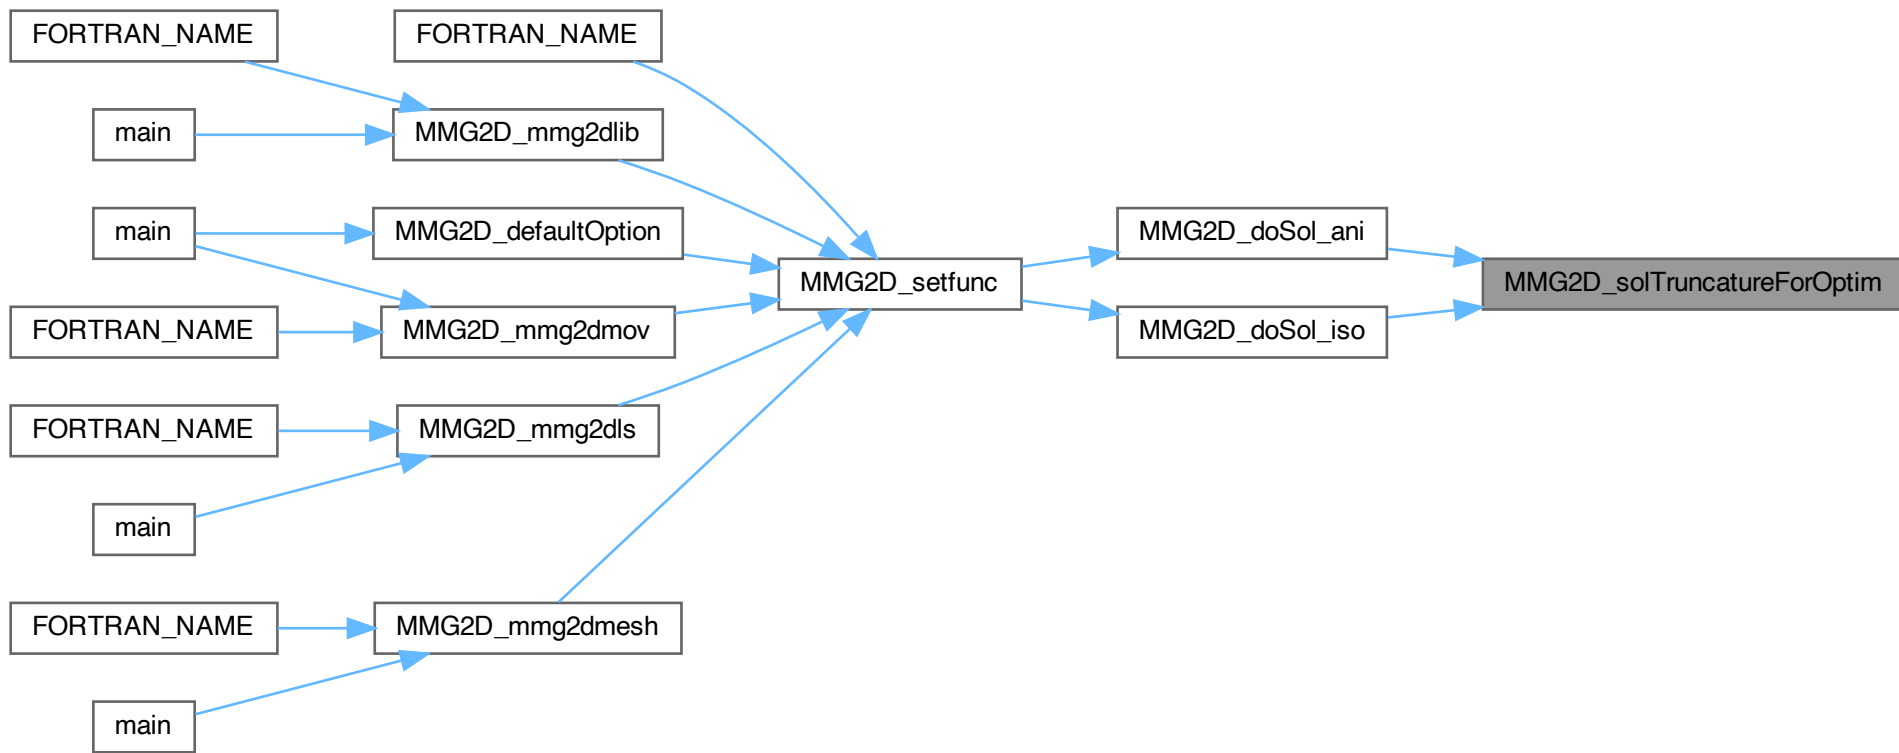 FORTRAN_NAME
FORTRAN_NAME
main
MMG2D_mmg2dlib
main
MMG2D_defaultOption
MMG2D_doSol_ani
MMG2D_setfunc
MMG2D_solTruncatureForOptim
FORTRAN_NAME
MMG2D_mmg2dmov
MMG2D_doSol_iso
FORTRAN_NAME
MMG2D_mmg2dls
main
FORTRAN_NAME
MMG2D_mmg2dmesh
main